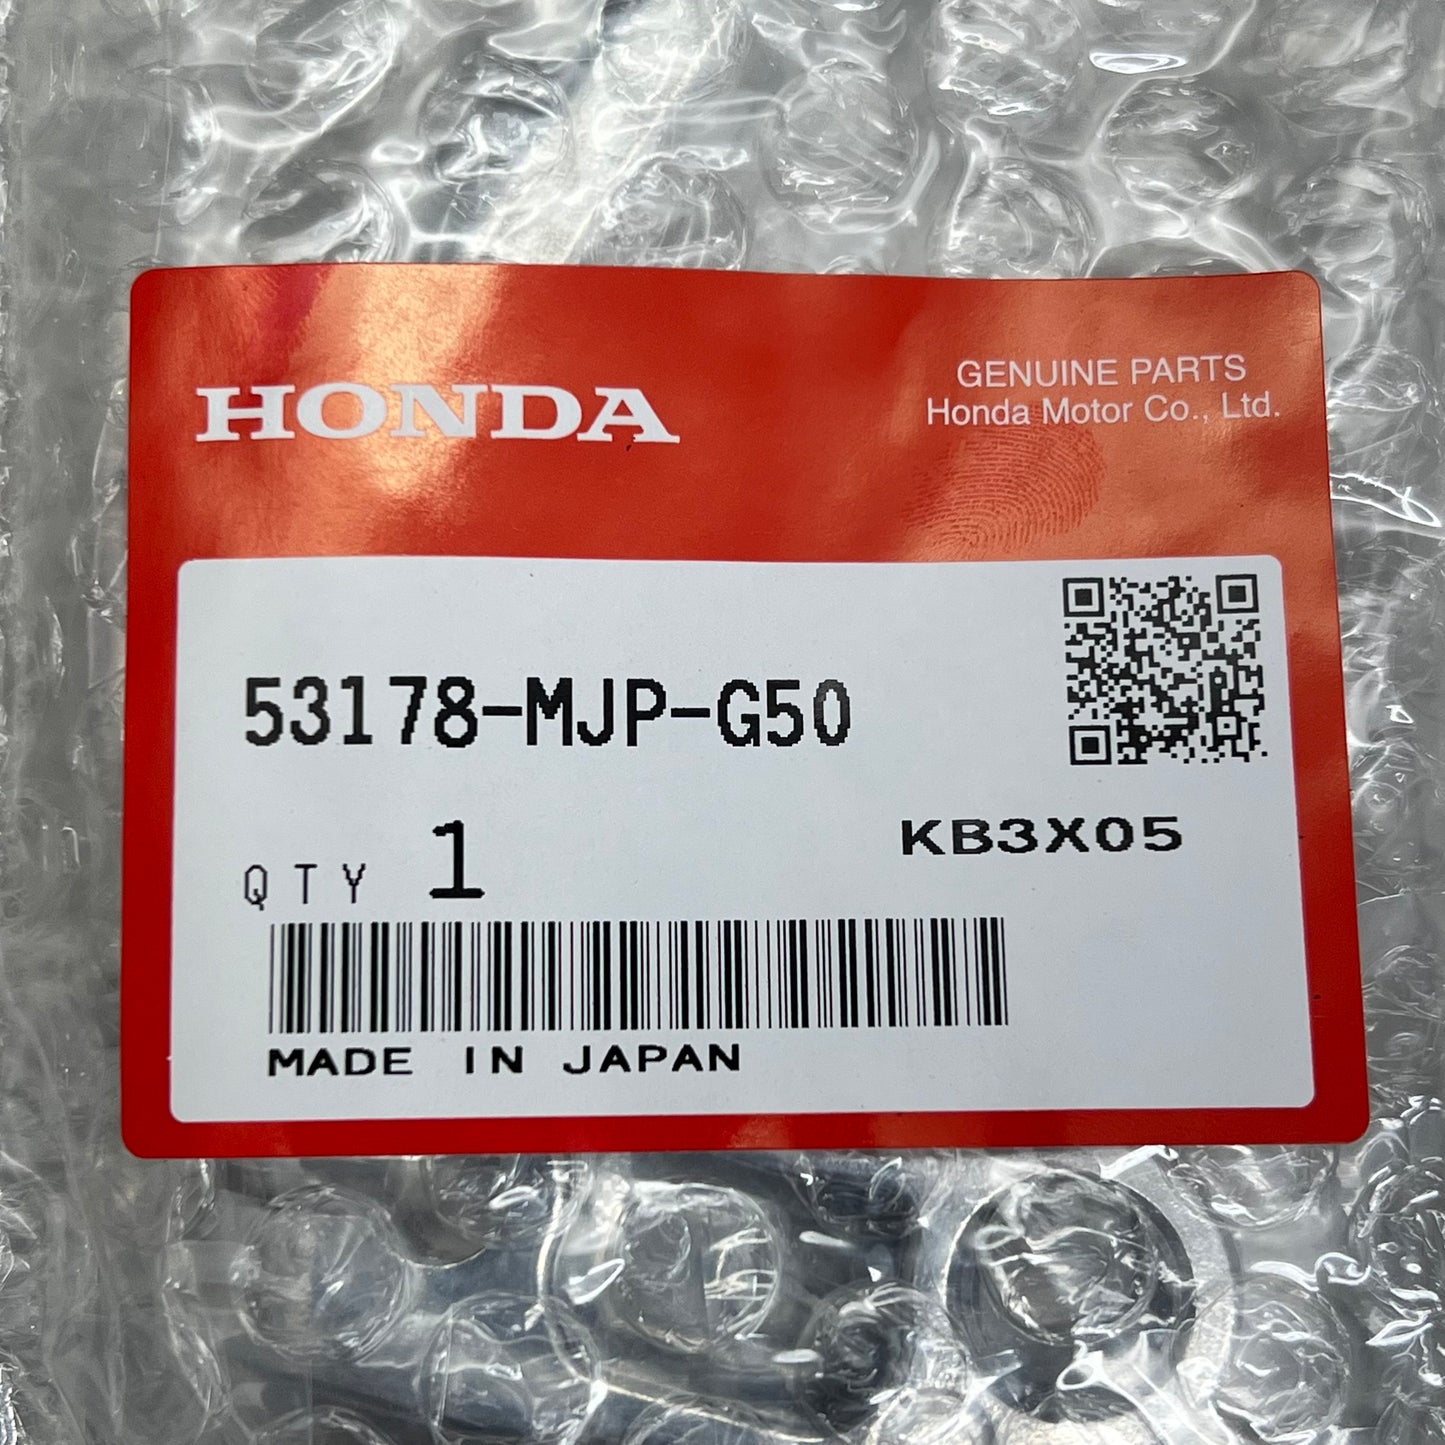 HONDA
GENUINE PARTS
Honda Motor Co., Ltd.
53178-MJP-G50
QTY 1
KB3X05
MADE IN JAPAN